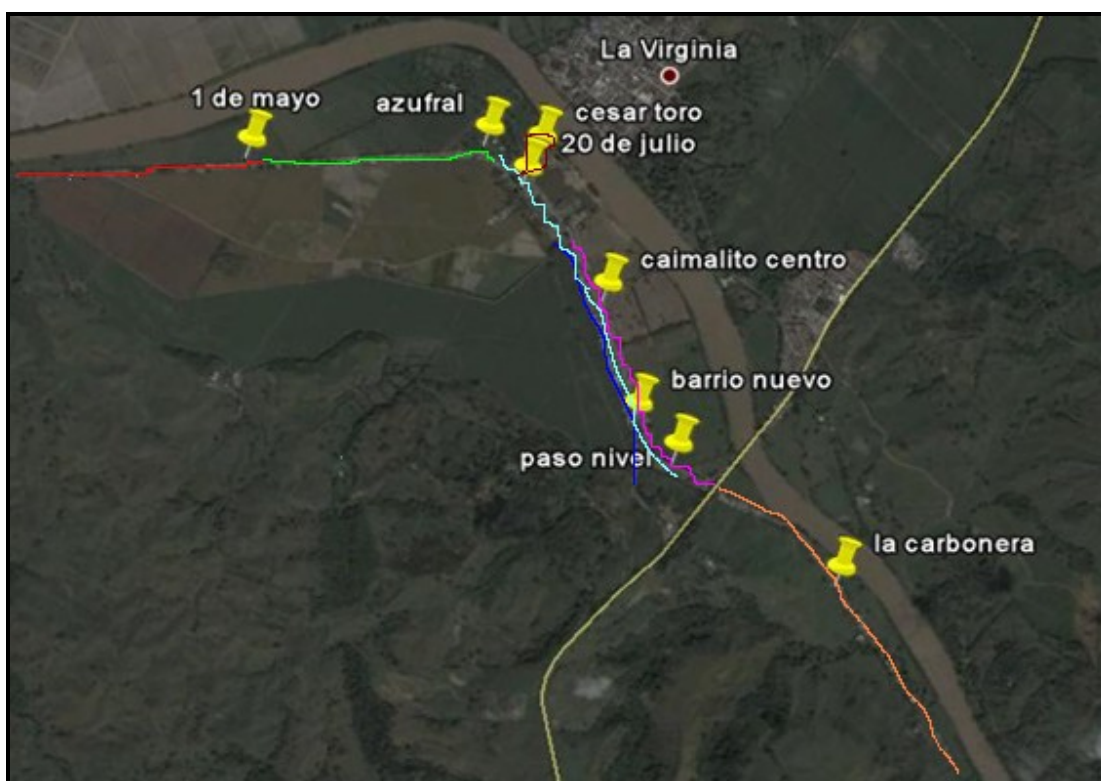 La Virginia
1 de mayo
azufral
cesar toro
20 de julio
caimalito centro
barrio nuevo
paso nivel
la carbonera